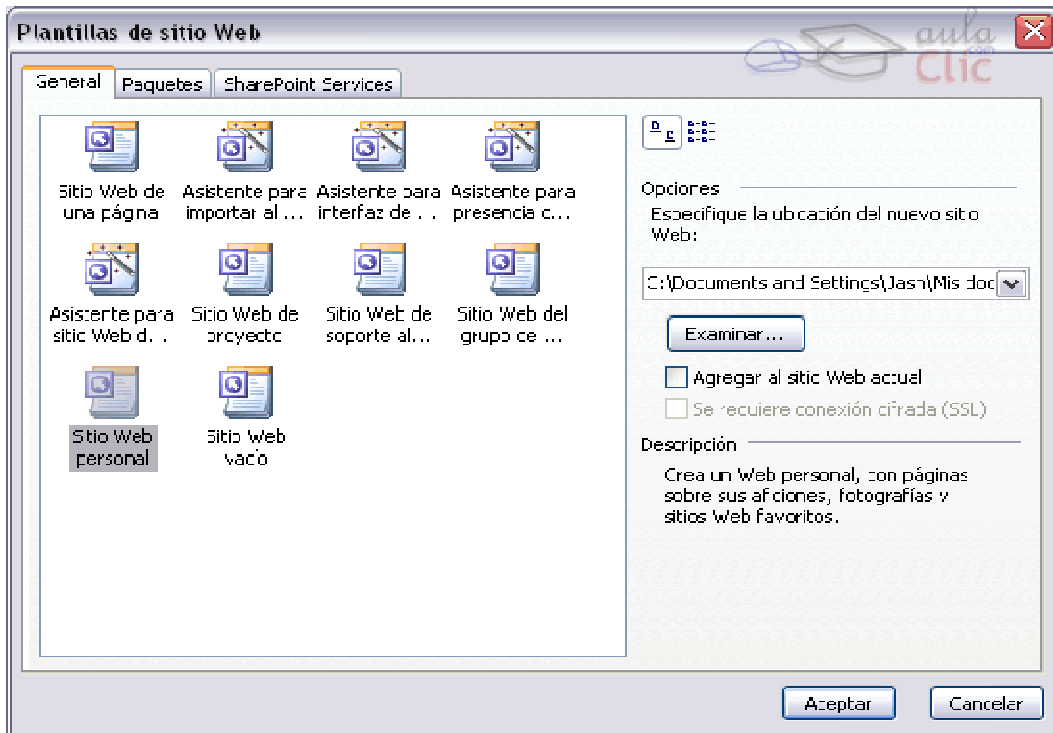 Plantillas de sitio Web
aula
Clic
.com
General
Paquetes
SharePoint Services
Sitio Web de
una página
Asistente para
importar al ...
Asistente para
interfaz de ...
Asistente para
presencia c...
Asistente para
sitio Web d...
Sitio Web de
proyecto
Sitio Web de
soporte al...
Sitio Web del
grupo de ...
Sitio Web
personal
Sitio Web
vacío
Opciones
Especifique la ubicación del nuevo sitio
Web:
C:\Documents and Settings\Jash\Mis doc
Examinar...
Agregar al sitio Web actual
Se requiere conexión cifrada (SSL)
Descripción
Crea un Web personal, con páginas
sobre sus aficiones, fotografías y
sitios Web favoritos.
Aceptar
Cancelar